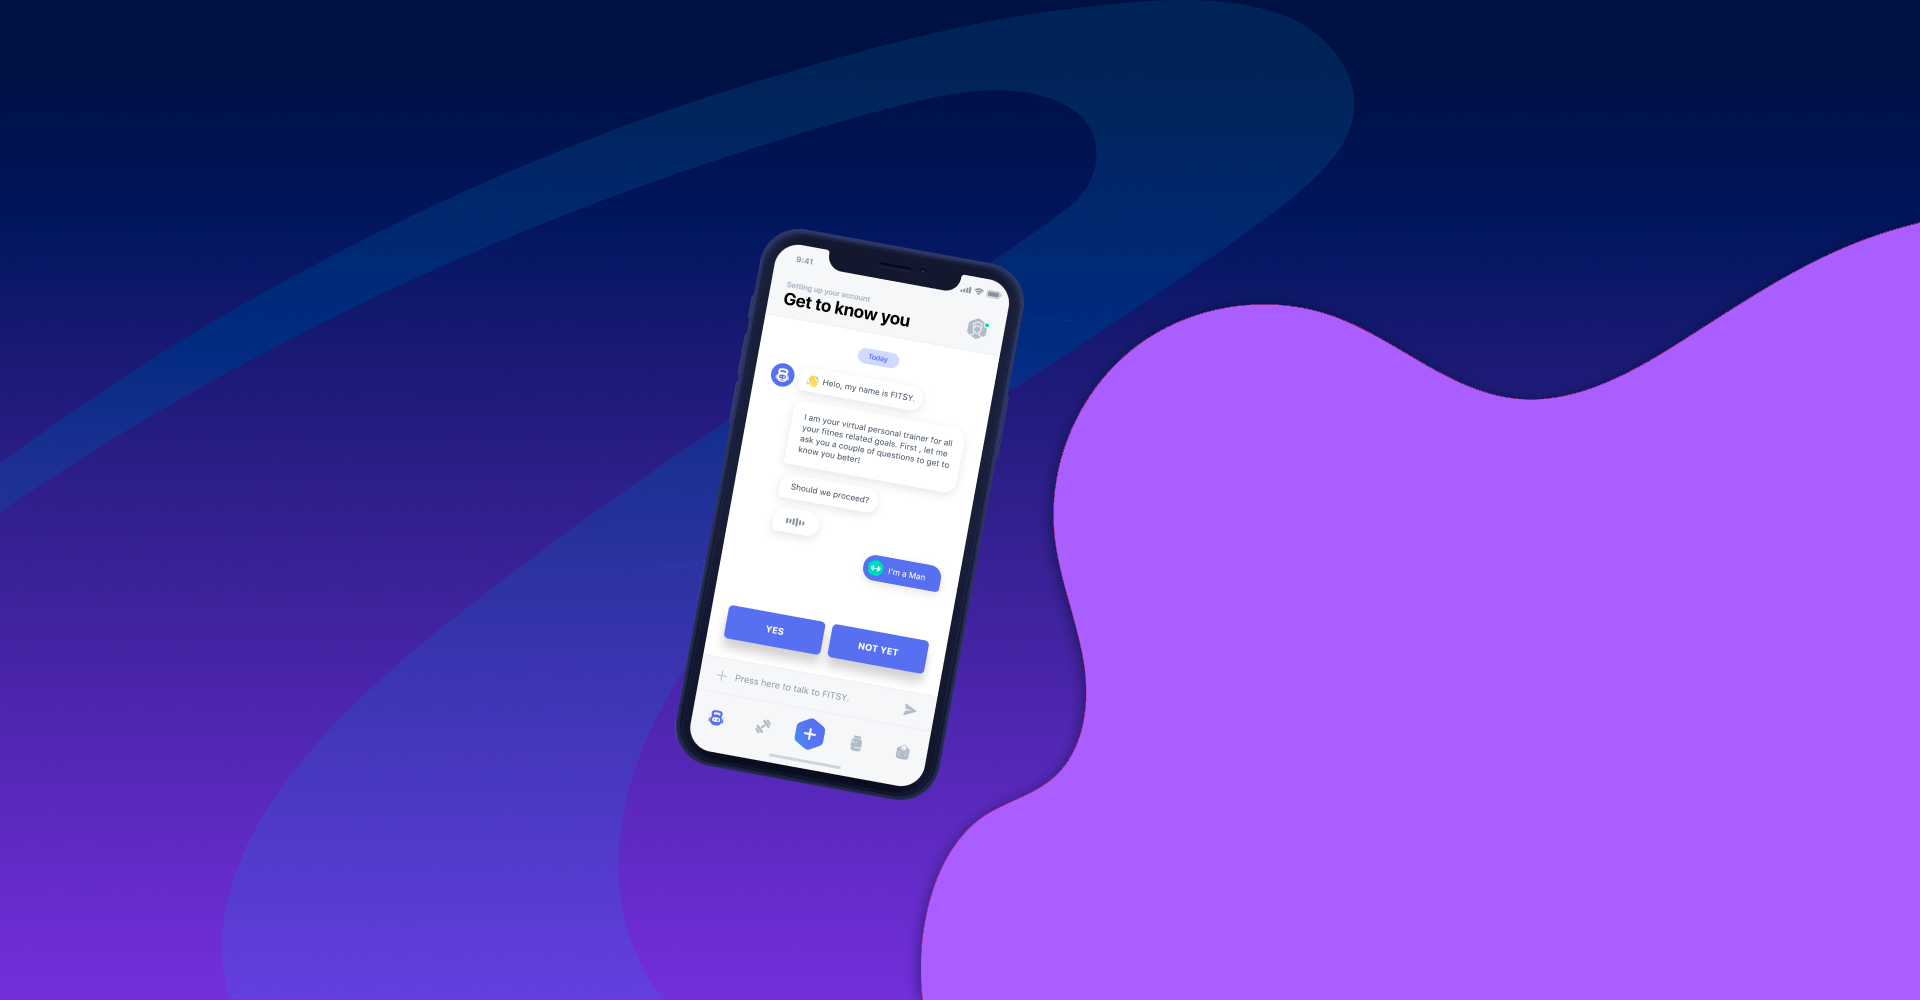 9:41
Setting up your account
Get to know you
Today
👋 Helo, my name is FITSY.
I am your virtual personal trainer for all
your fitnes related goals. First , let me
ask you a couple of questions to get to
know you beter!
Should we proceed?
I'm a Man
YES
NOT YET
Press here to talk to FITSY.